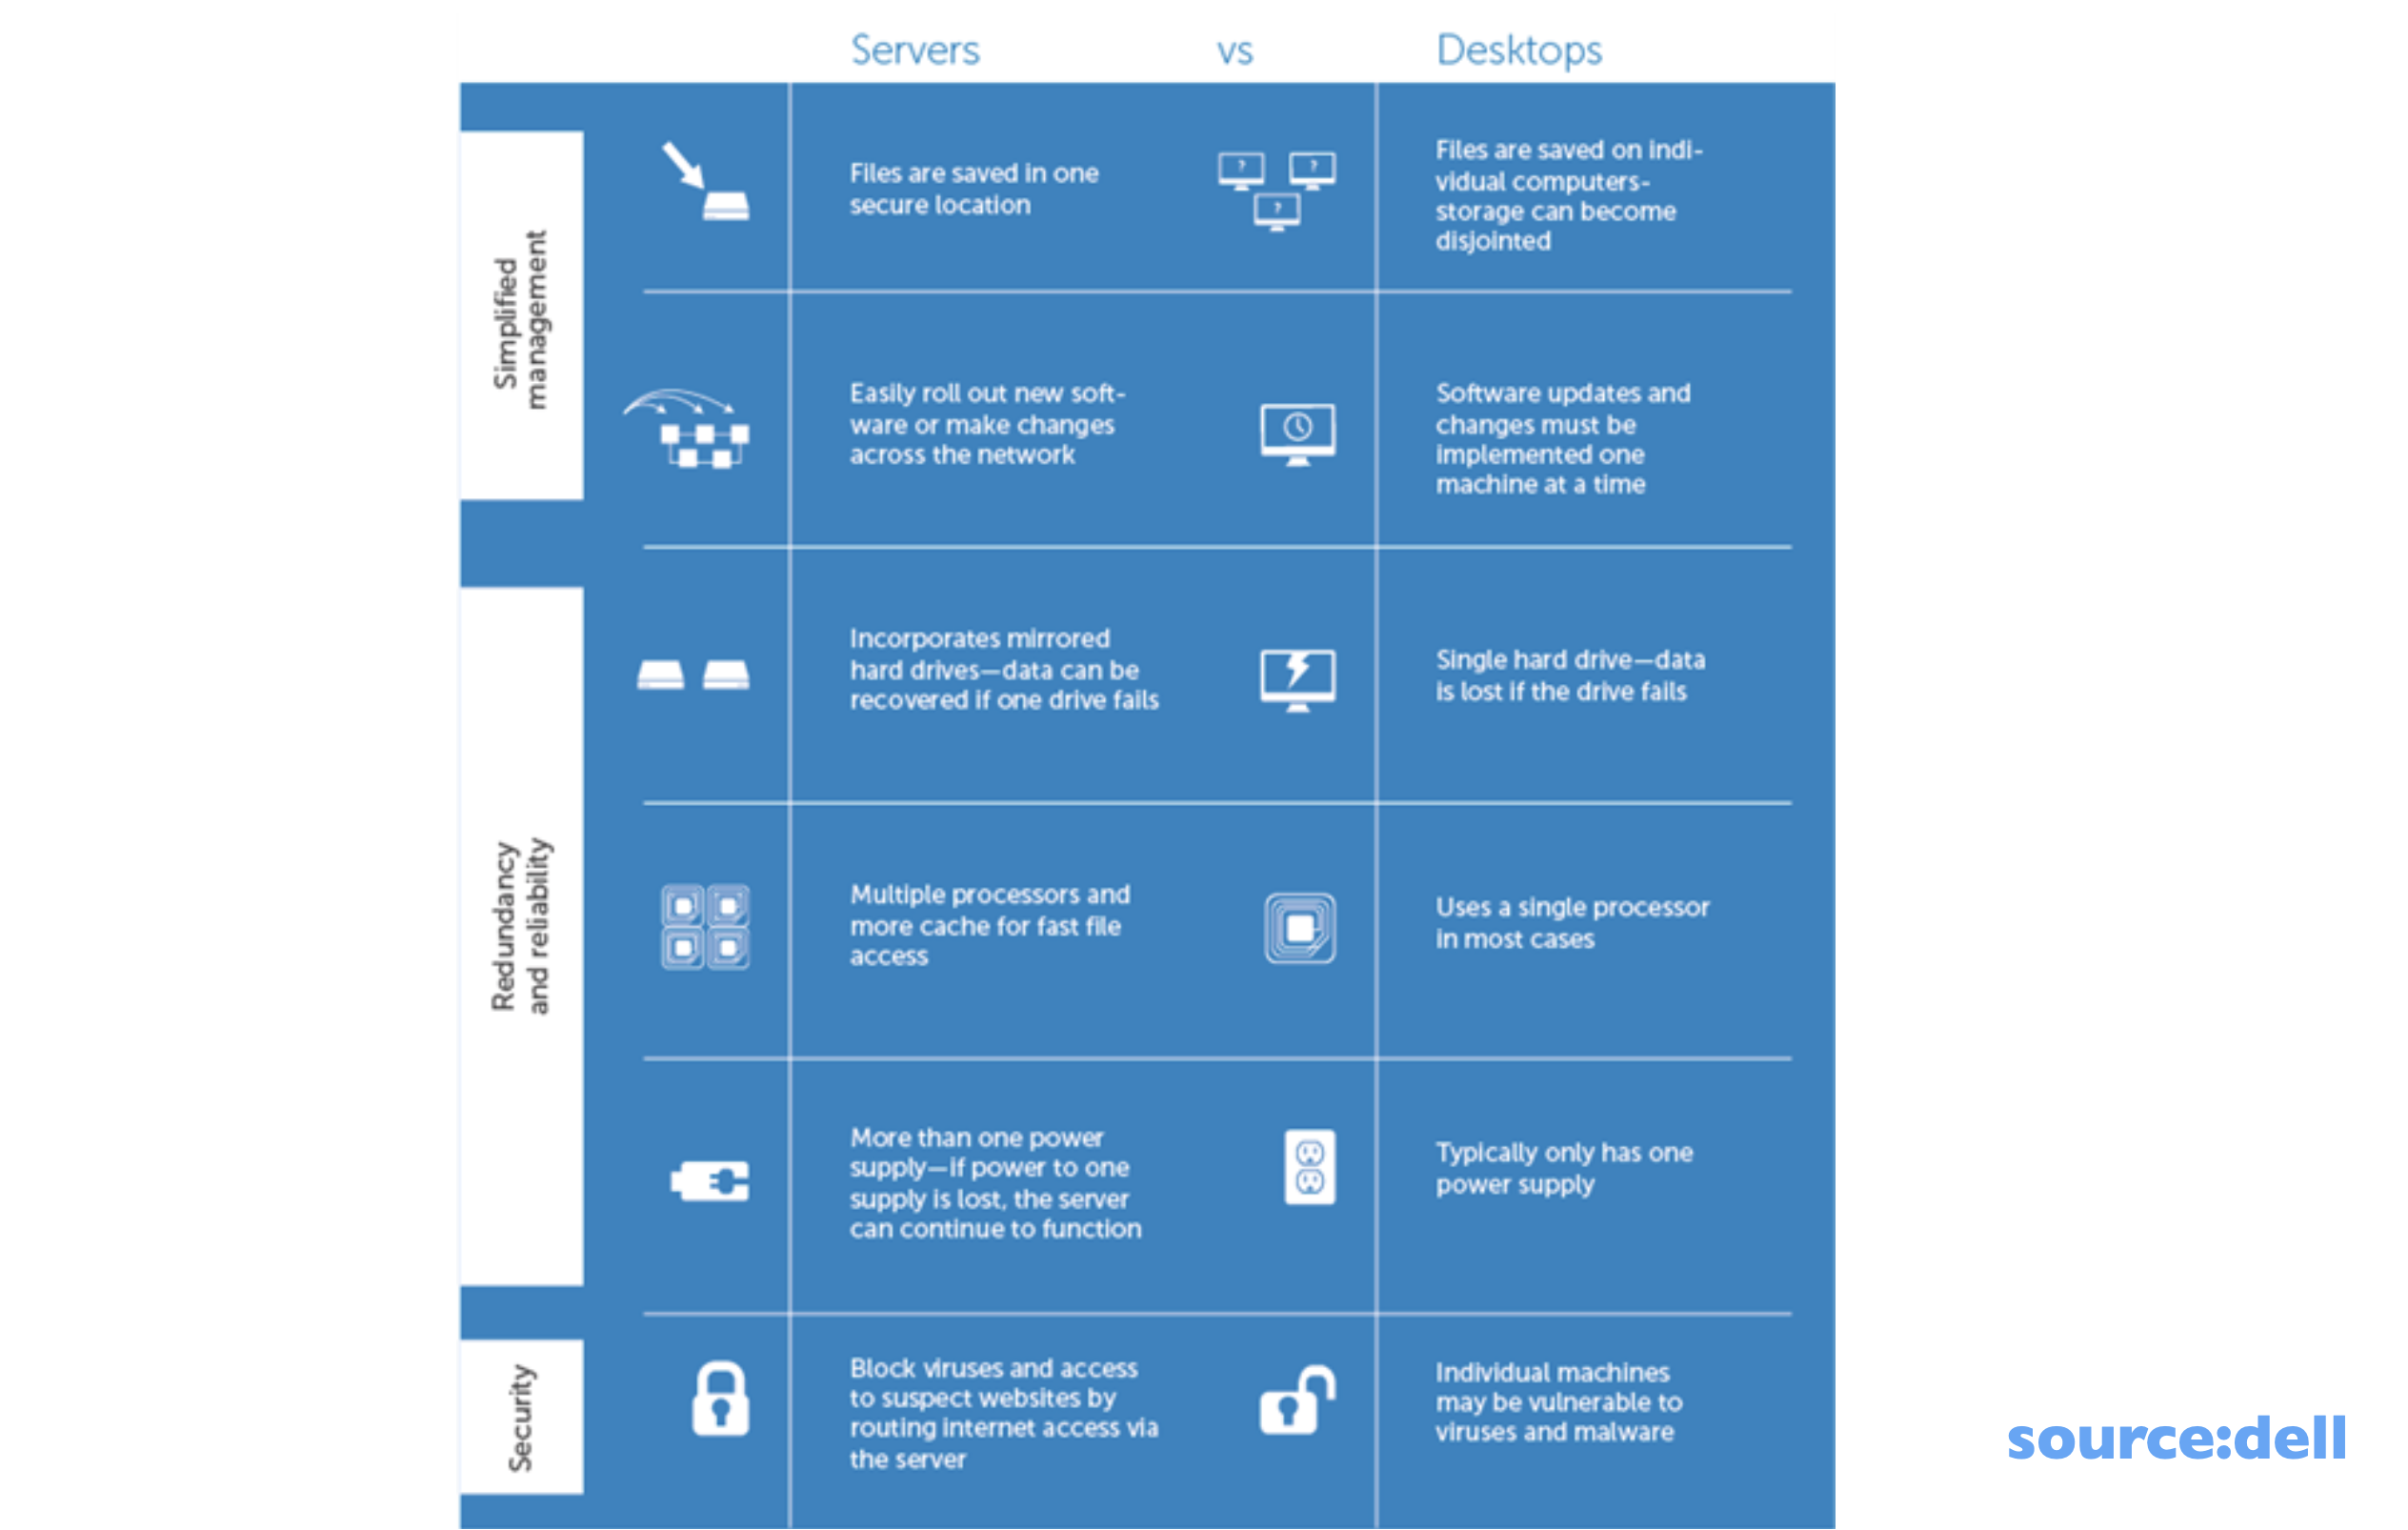 Servers vs Desktops
Simplified
management
Files are saved in one
secure location
? ? ?
Files are saved on indi-
vidual computers-
storage can become
disjointed
Easily roll out new soft-
ware or make changes
across the network
Software updates and
changes must be
implemented one
machine at a time
Redundancy
and reliability
Incorporates mirrored
hard drives—data can be
recovered if one drive fails
Single hard drive—data
is lost if the drive fails
Multiple processors and
more cache for fast file
access
Uses a single processor
in most cases
More than one power
supply—if power to one
supply is lost, the server
can continue to function
Typically only has one
power supply
Security
Block viruses and access
to suspect websites by
routing internet access via
the server
Individual machines
may be vulnerable to
viruses and malware
source:dell